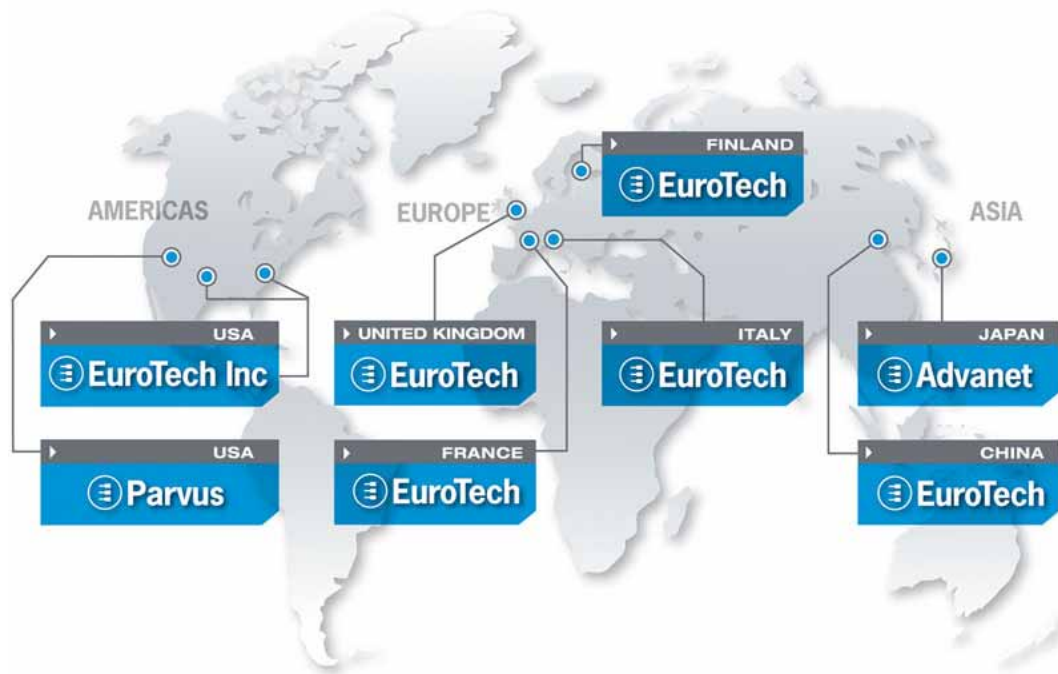 AMERICAS
EUROPE
ASIA
FINLAND
EuroTech
USA
EuroTech Inc
UNITED KINGDOM
EuroTech
ITALY
EuroTech
JAPAN
Advanet
USA
Parvus
FRANCE
EuroTech
CHINA
EuroTech